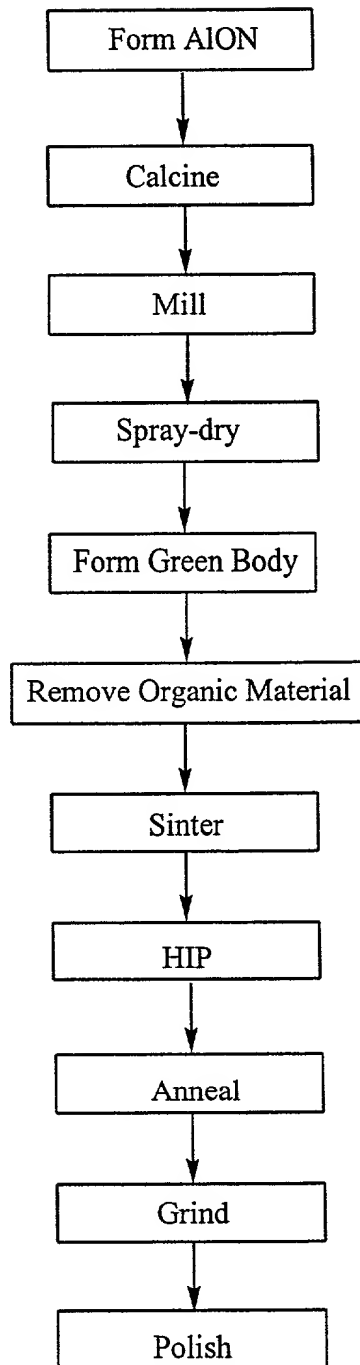 Form AlON
Calcine
Mill
Spray-dry
Form Green Body
Remove Organic Material
Sinter
HIP
Anneal
Grind
Polish